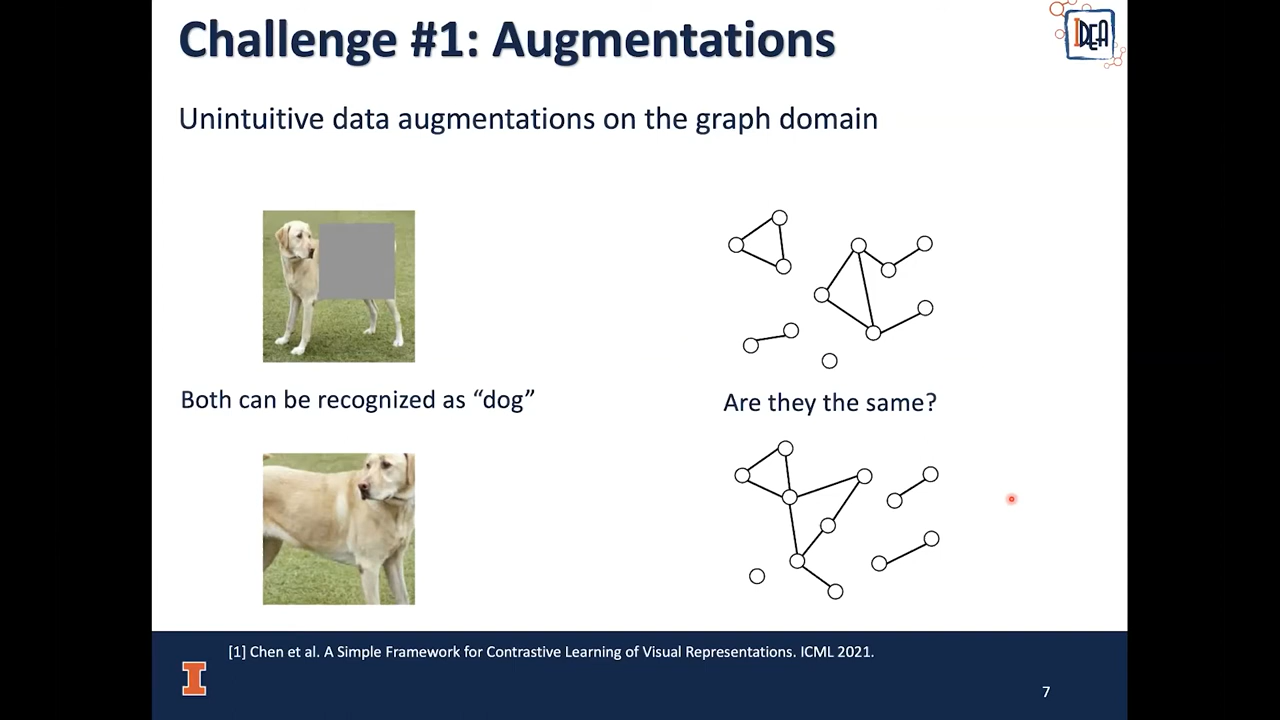 Challenge #1: Augmentations
IDEA
Unintuitive data augmentations on the graph domain
Both can be recognized as “dog”
Are they the same?
[1] Chen et al. A Simple Framework for Contrastive Learning of Visual Representations. ICML 2021.
I
7